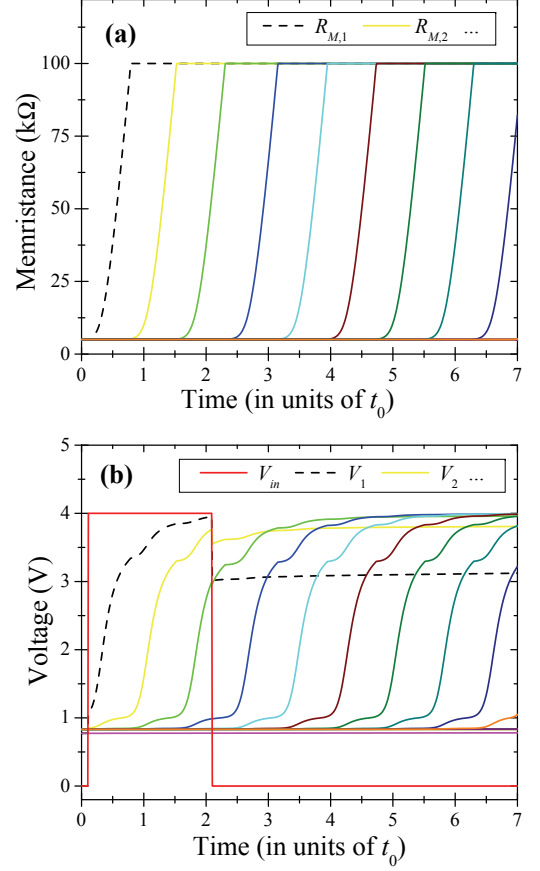 (a)
R_{M,1} R_{M,2} ...
100
75
50
25
0
Memristance (kΩ)
0 1 2 3 4 5 6 7
Time (in units of t_0)
(b)
V_{in} V_1 V_2 ...
5
4
3
2
1
0
Voltage (V)
0 1 2 3 4 5 6 7
Time (in units of t_0)